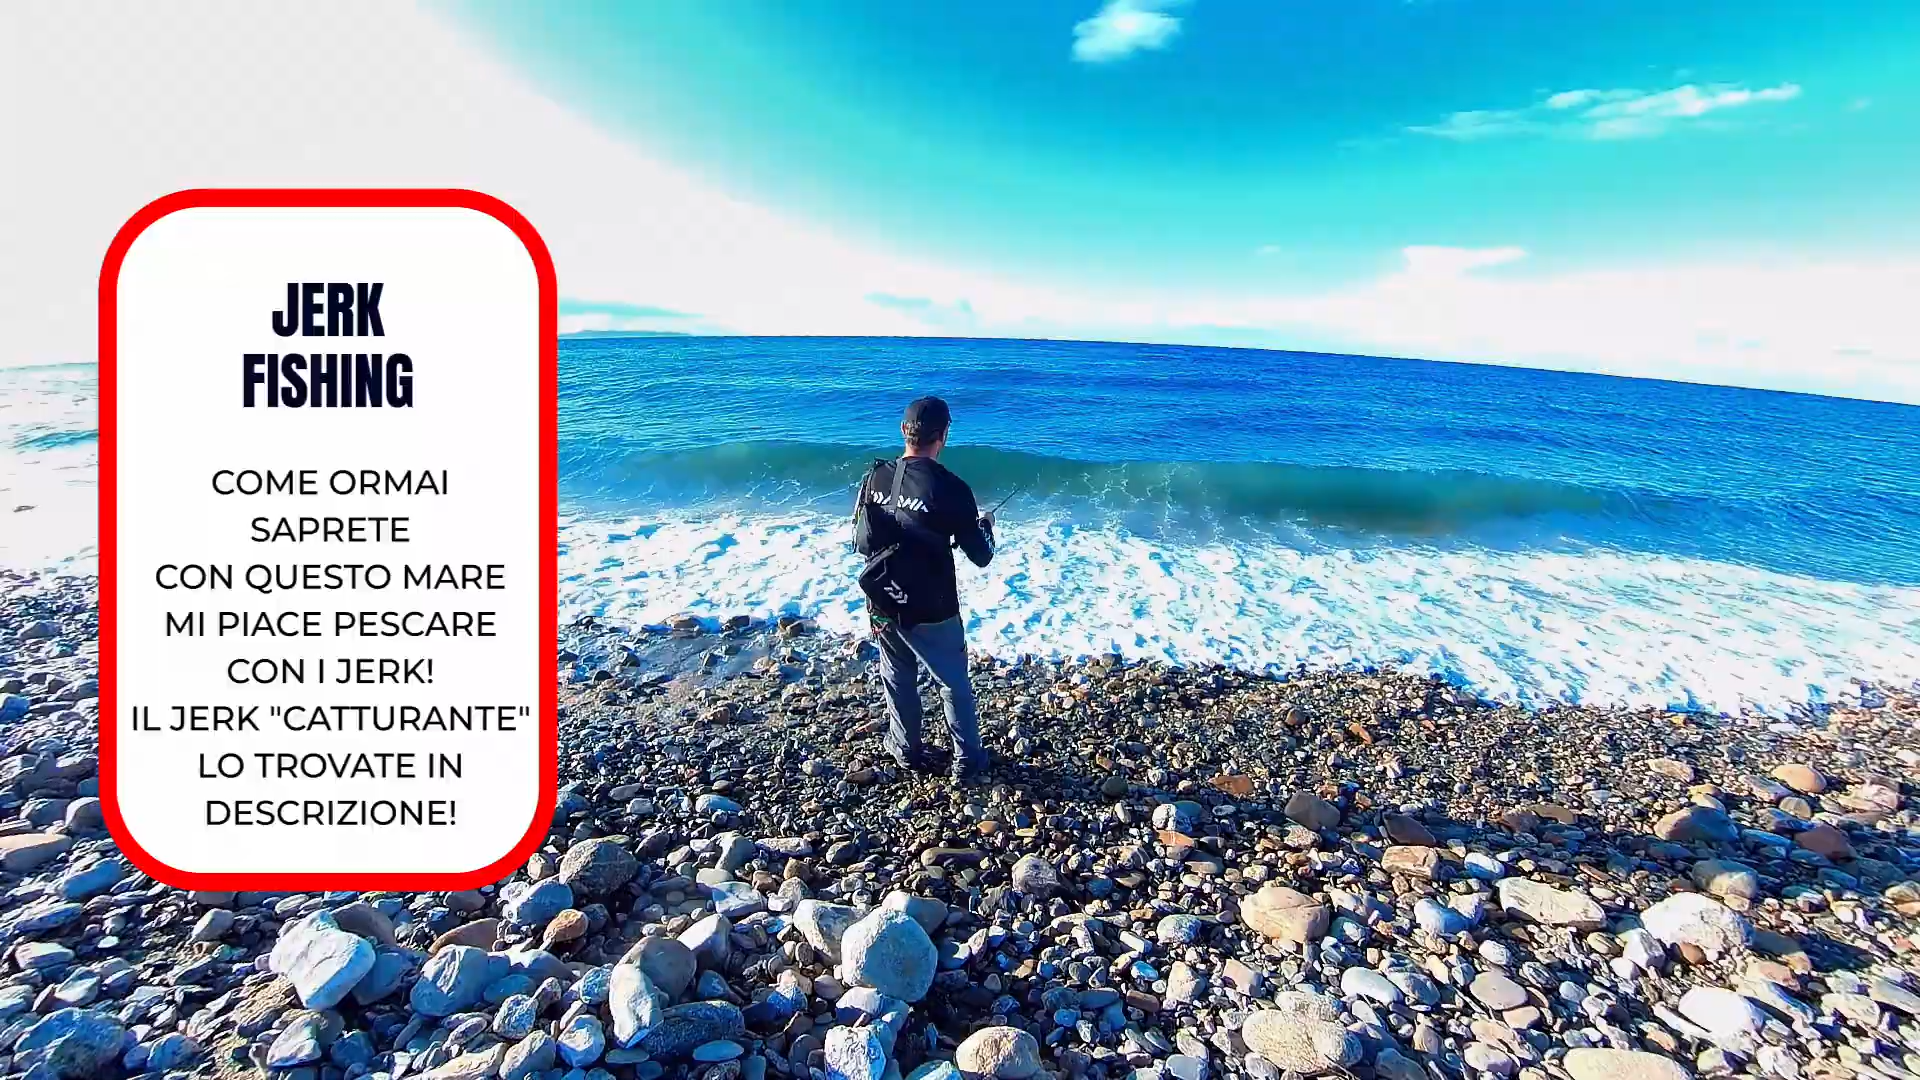 JERK
FISHING
COME ORMAI
SAPRETE
CON QUESTO MARE
MI PIACE PESCARE
CON I JERK!
IL JERK "CATTURANTE"
LO TROVATE IN
DESCRIZIONE!